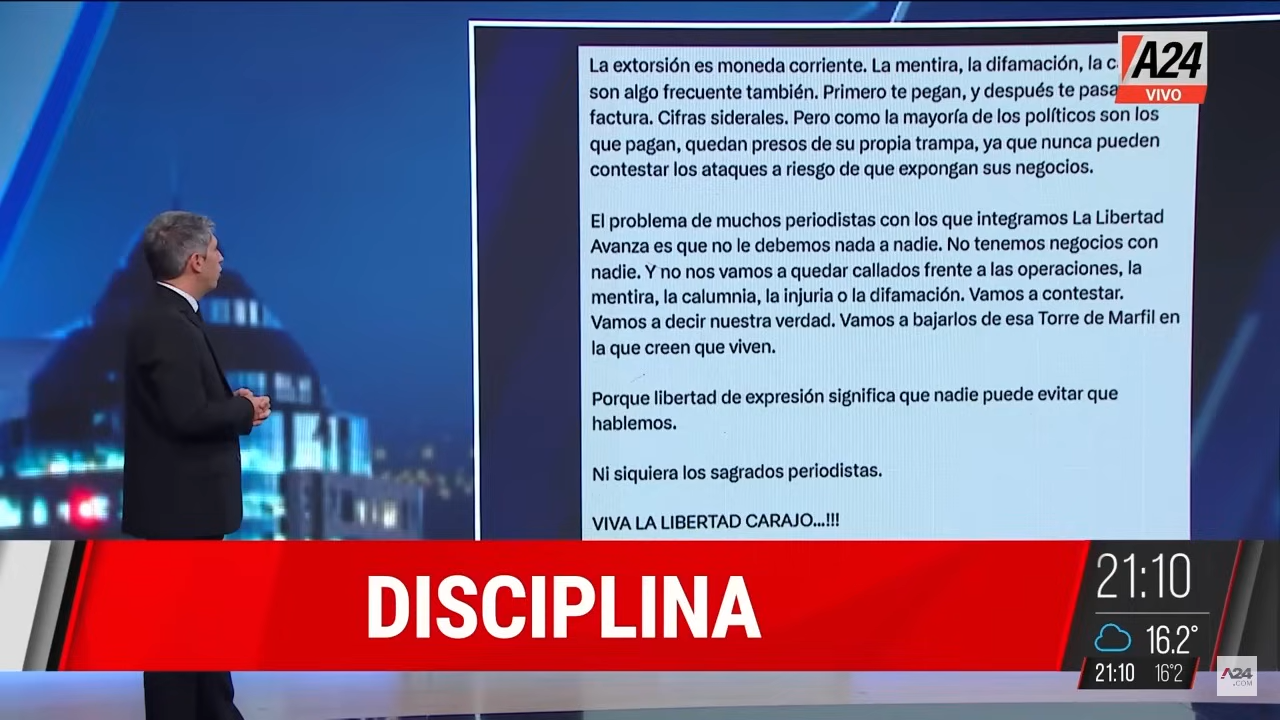 La extorsión es moneda corriente. La mentira, la difamación, la
son algo frecuente también. Primero te pegan, y después te
factura. Cifras siderales. Pero como la mayoría de los políticos son los
que pagan, quedan presos de su propia trampa, ya que nunca pueden
contestar los ataques a riesgo de que expongan sus negocios.
El problema de muchos periodistas con los que integramos La Libertad
Avanza es que no le debemos nada a nadie. No tenemos negocios con
nadie. Y no nos vamos a quedar callados frente a las operaciones, la
mentira, la calumnia, la injuria o la difamación. Vamos a contestar.
Vamos a decir nuestra verdad. Vamos a bajarlos de esa Torre de Marfil en
la que creen que viven.
Porque libertad de expresión significa que nadie puede evitar que
hablemos.
Ni siquiera los sagrados periodistas.
VIVA LA LIBERTAD CARAJO...!!!
A24
VIVO
DISCIPLINA
21:10
16.2°
21:10 16°2
A24
.COM